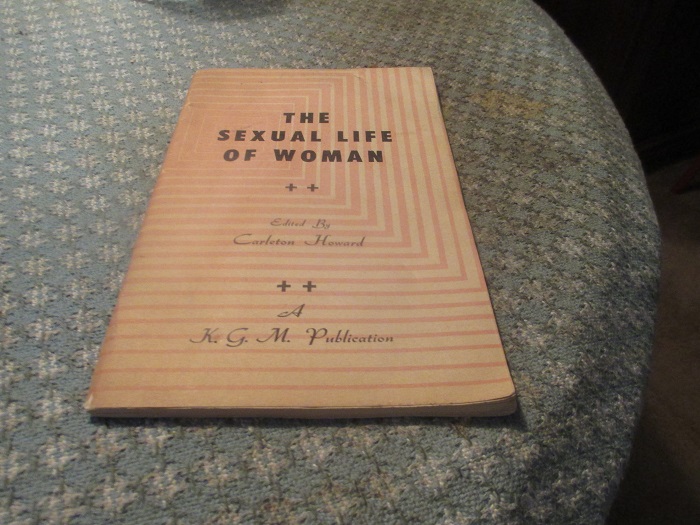 THE
SEXUAL LIFE
OF WOMAN
++
Edited By
Carleton Howard
++
A
K. G. M. Publication